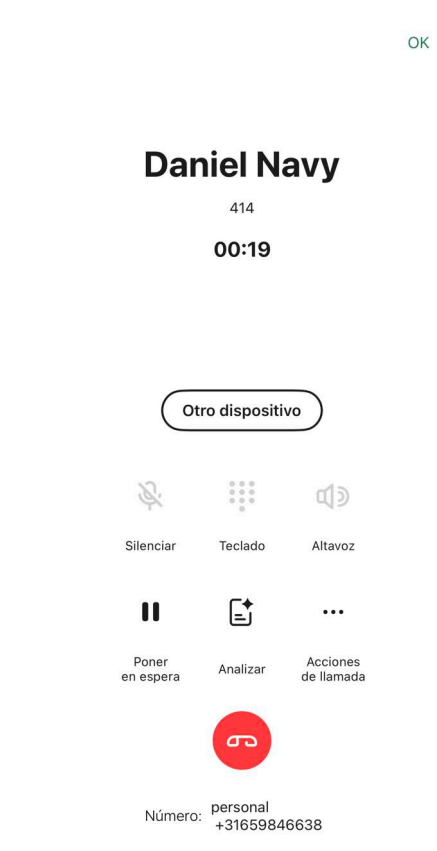 OK
Daniel Navy
414
00:19
Otro dispositivo
Silenciar Teclado Altavoz
Poner
en espera
Analizar
Acciones
de llamada
Número: personal
+31659846638